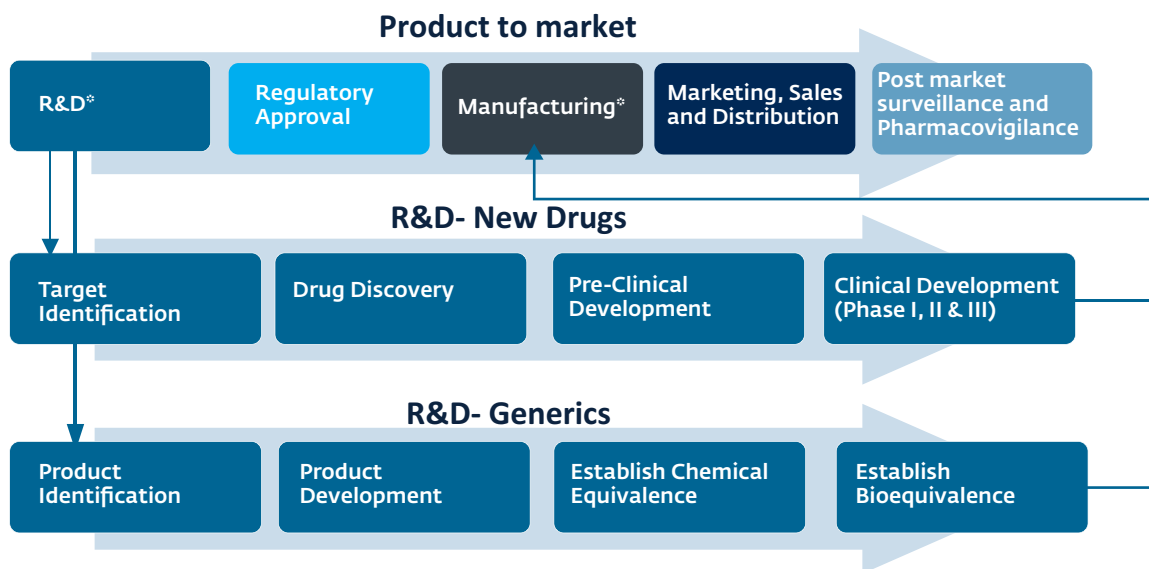 Product to market
R&D*
Regulatory
Approval
Manufacturing*
Marketing, Sales
and Distribution
Post market
surveillance and
Pharmacovigilance
R&D- New Drugs
Target
Identification
Drug Discovery
Pre-Clinical
Development
Clinical Development
(Phase I, II & III)
R&D- Generics
Product
Identification
Product
Development
Establish Chemical
Equivalence
Establish
Bioequivalence